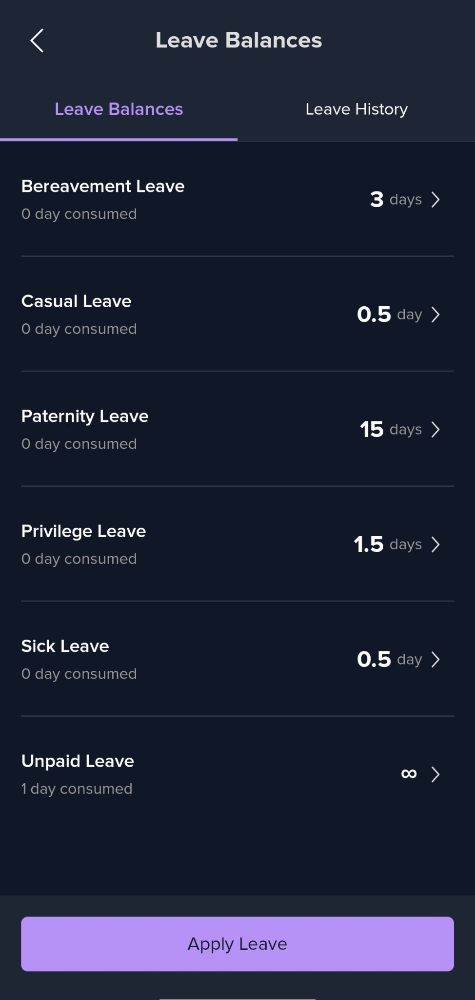 Leave Balances
Leave Balances
Leave History
Bereavement Leave
0 day consumed
3 days
Casual Leave
0 day consumed
0.5 day
Paternity Leave
0 day consumed
15 days
Privilege Leave
0 day consumed
1.5 days
Sick Leave
0 day consumed
0.5 day
Unpaid Leave
1 day consumed
∞
Apply Leave